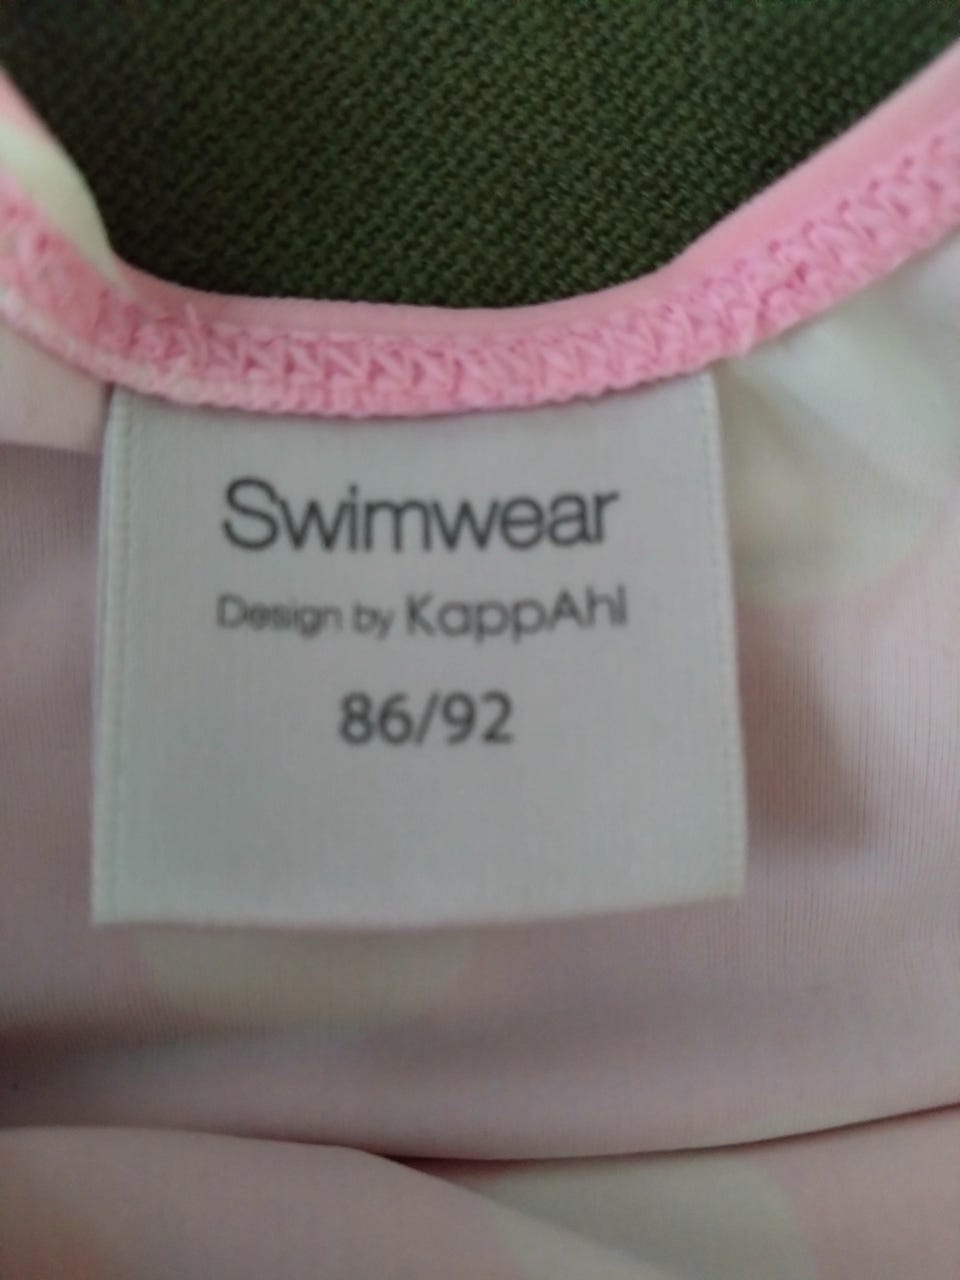 Swimwear
Design by KappAhl
86/92